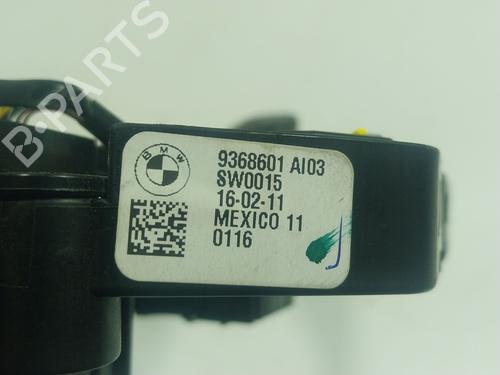 B-PARTS
BMW
9368601 AI03
SW0015
16-02-11
MEXICO 11
0116